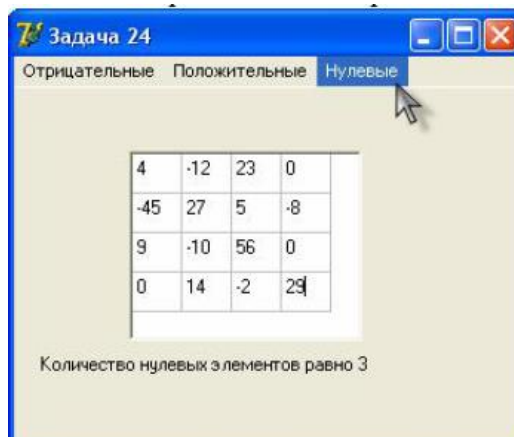 Задача 24
Отрицательные Положительные Нулевые
4 -12 23 0
-45 27 5 -8
9 -10 56 0
0 14 -2 29
Количество нулевых элементов равно 3